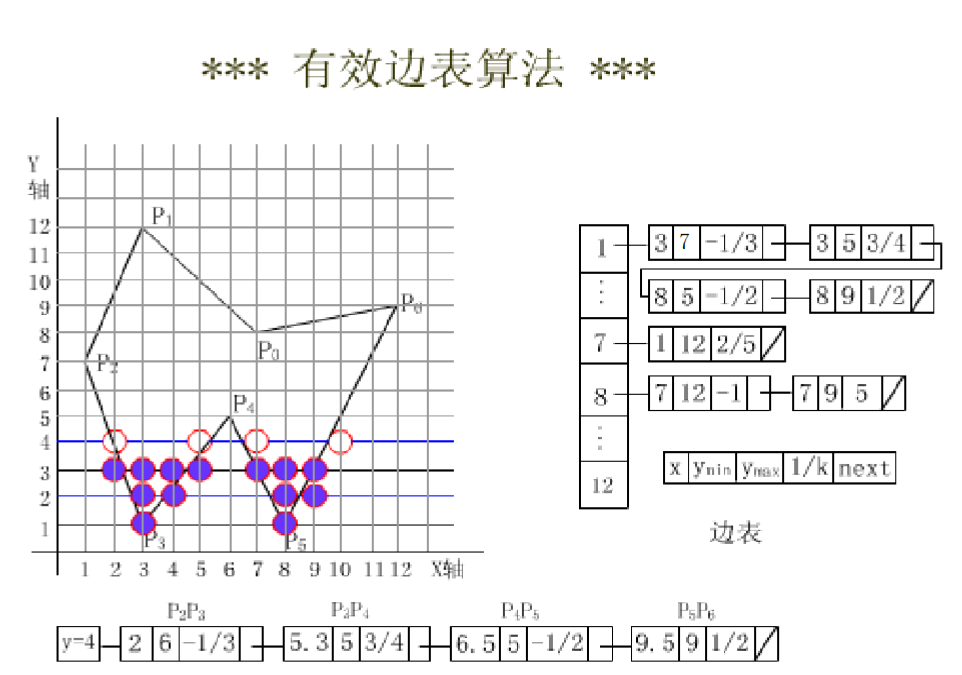 *** 有效边表算法 ***
Y
轴
12
11
10
9
8
7
6
5
4
3
2
1
P1
P6
P0
P2
P4
P3
P5
1 2 3 4 5 6 7 8 9 10 11 12 X轴
1 3 7 -1/3 3 5 3/4
⋮ 8 5 -1/2 8 9 1/2
7 1 12 2/5
8 7 12 -1 7 9 5
⋮
12
x ymin ymax 1/k next
边表
P2P3 P3P4 P4P5 P5P6
y=4 2 6 -1/3 5.3 5 3/4 6.5 5 -1/2 9.5 9 1/2